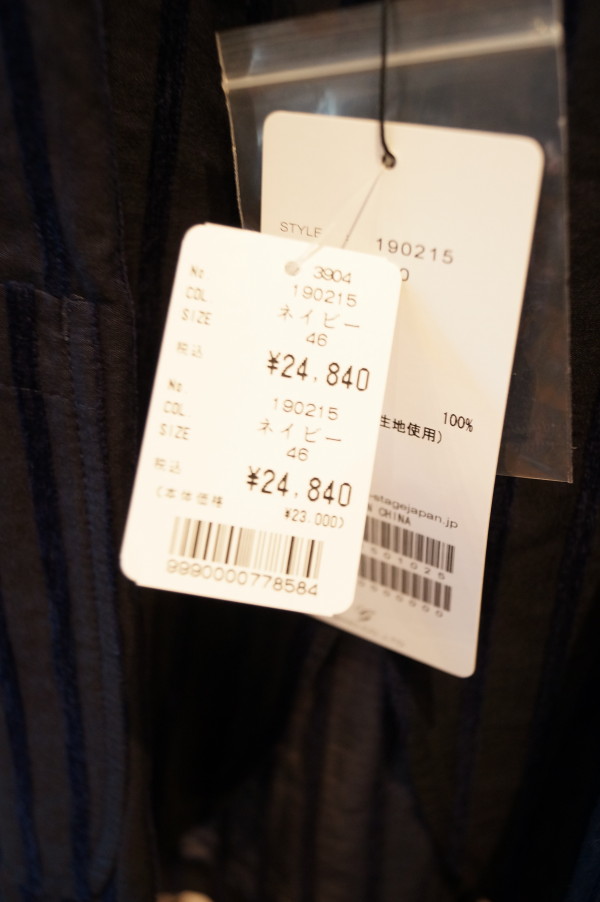 3904
No 190215
COL ネイビー
SIZE 46
税込 ¥24,840
No 190215
COL ネイビー
SIZE 46
税込 ¥24,840
(本体価格 ¥23,000)
9990000778584
STYLE 190215
0
100%
生地使用)
stagejapan.jp
N CHINA